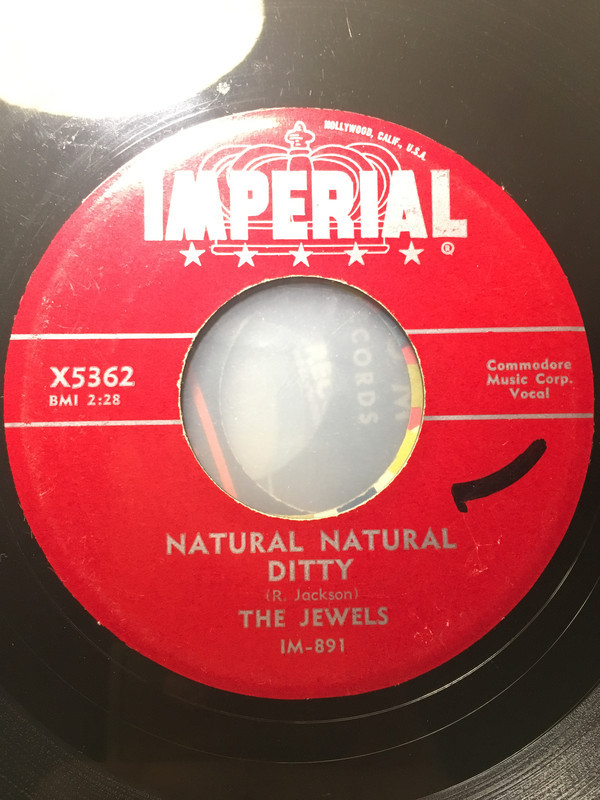 HOLLYWOOD, CALIF., U.S.A.
IMPERIAL
®
X5362
BMI 2:28
Commodore
Music Corp.
Vocal
CORDS
NATURAL NATURAL
DITTY
(R. Jackson)
THE JEWELS
IM-891